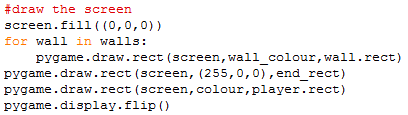 #draw the screen
screen.fill((0,0,0))
for wall in walls:
    pygame.draw.rect(screen,wall_colour,wall.rect)
pygame.draw.rect(screen,(255,0,0),end_rect)
pygame.draw.rect(screen,colour,player.rect)
pygame.display.flip()